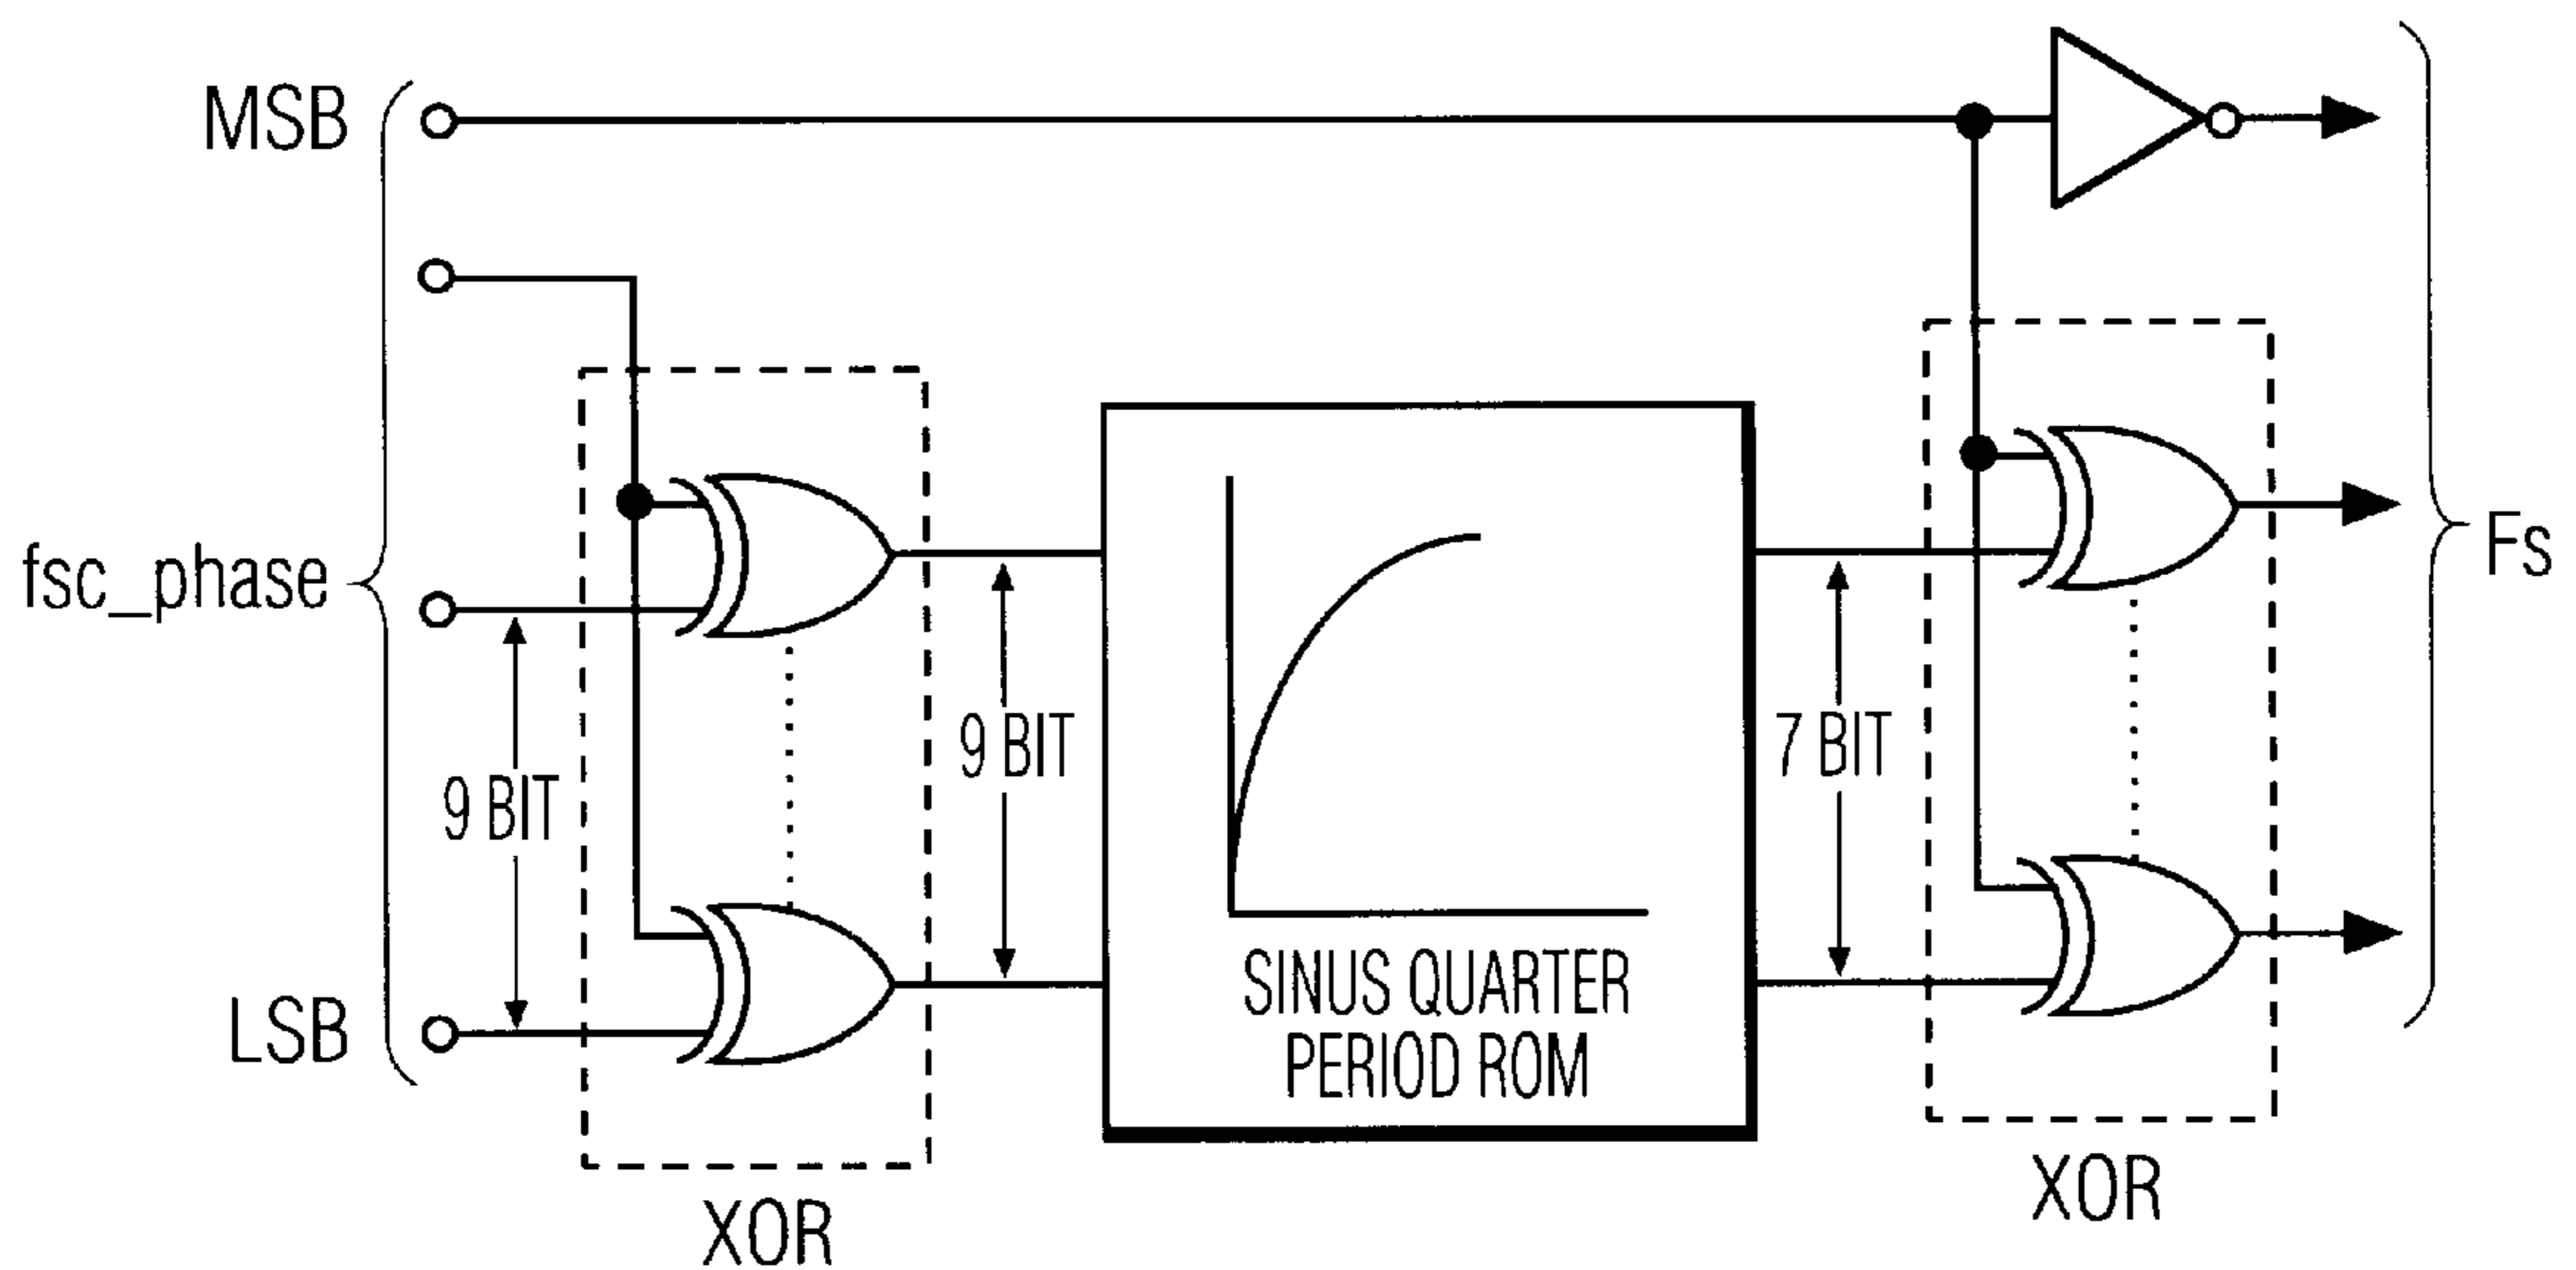 MSB
fsc_phase
9 BIT
LSB
XOR
9 BIT
SINUS QUARTER
PERIOD ROM
7 BIT
XOR
Fs